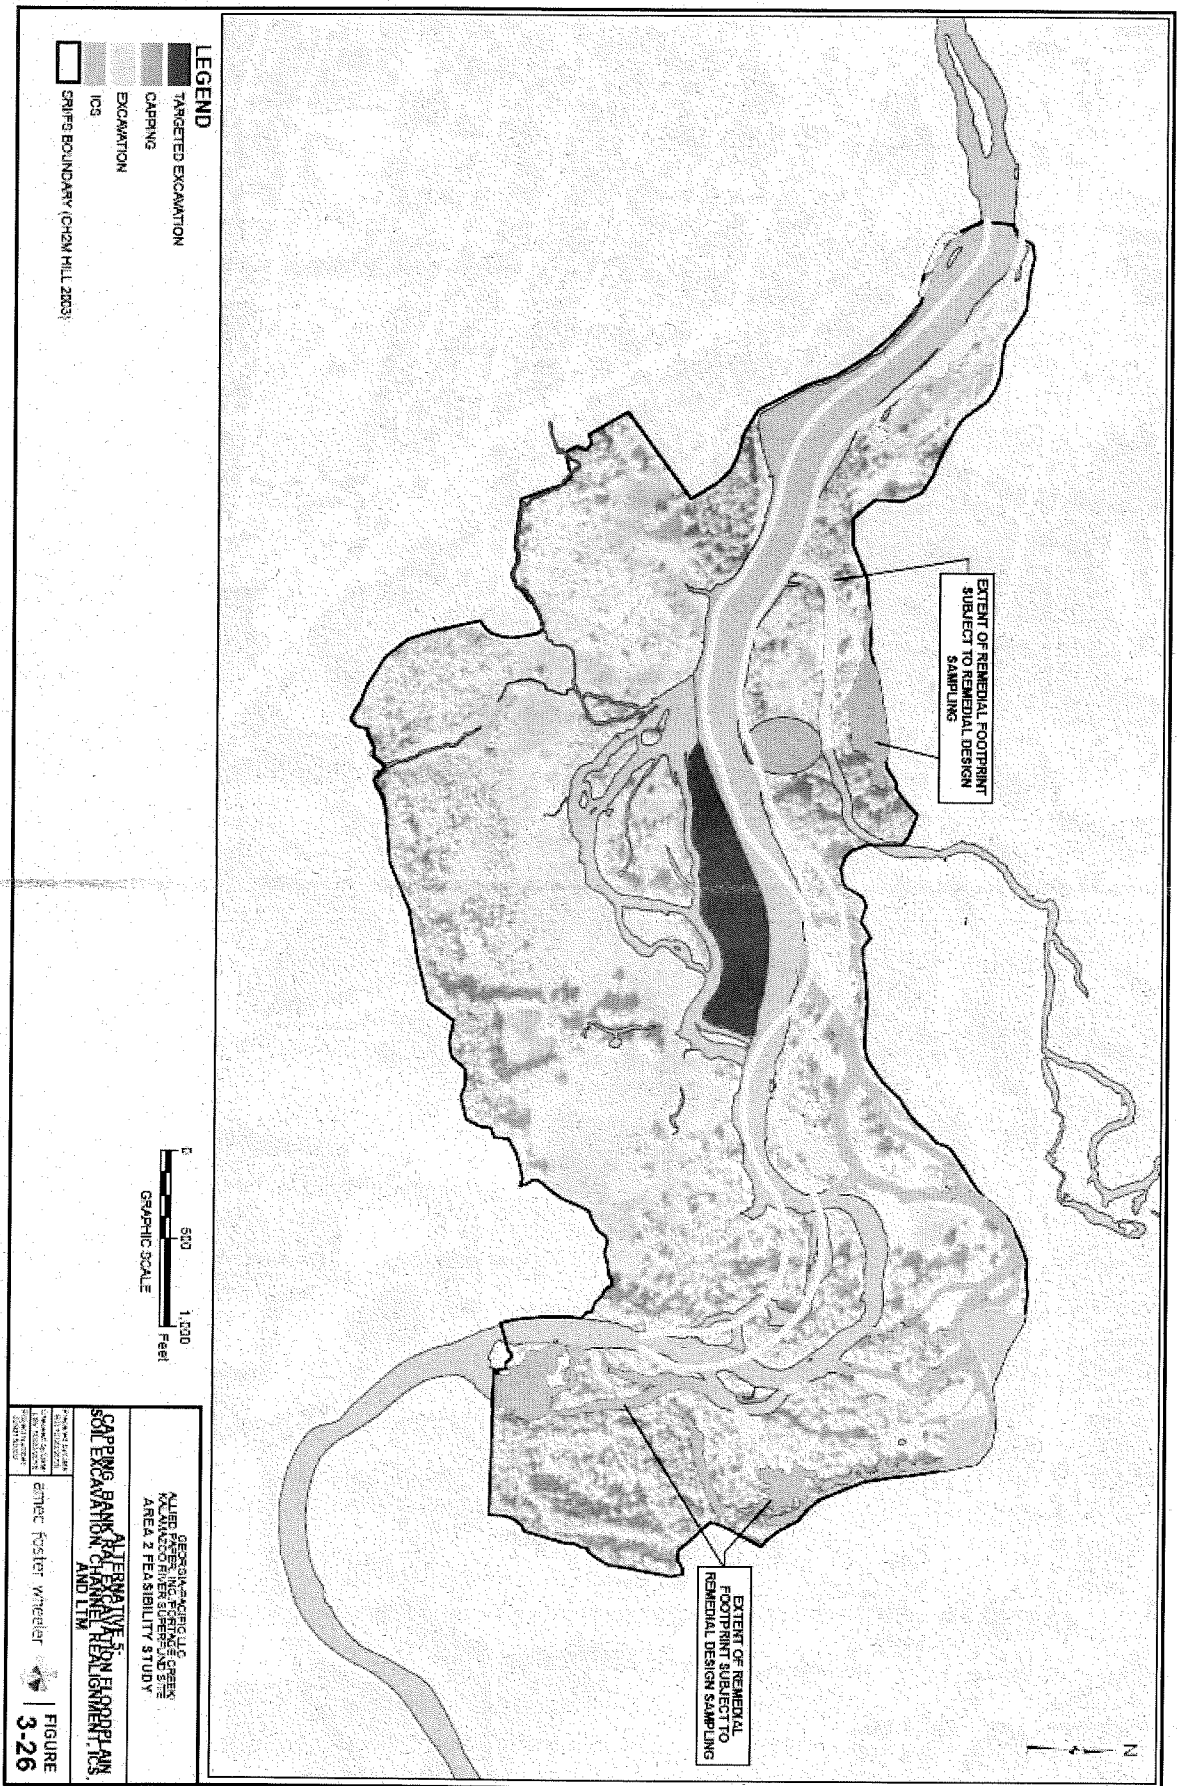 EXTENT OF REMEDIAL FOOTPRINT
SUBJECT TO REMEDIAL DESIGN
SAMPLING
EXTENT OF REMEDIAL
FOOTPRINT SUBJECT TO
REMEDIAL DESIGN SAMPLING
N
LEGEND
TARGETED EXCAVATION
CAPPING
EXCAVATION
ICS
SRI/FS BOUNDARY (CH2M HILL 2003)
0 500 1,000
Feet
GRAPHIC SCALE
GEORGIA-PACIFIC LLC
ALLIED PAPER, INC./PORTAGE CREEK/
KALAMAZOO RIVER SUPERFUND SITE
AREA 2 FEASIBILITY STUDY
ALTERNATIVE 5-
CAPPING, BANK RAL EXCAVATION FLOODPLAIN
SOIL EXCAVATION, CHANNEL REALIGNMENT, ICS,
AND LTM
amec foster wheeler
FIGURE
3-26